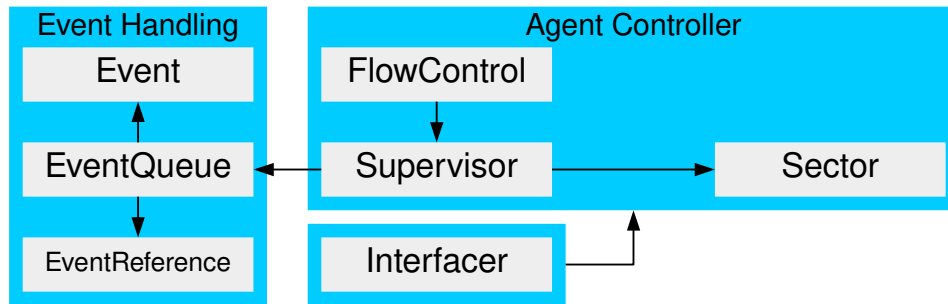 Event Handling
Event
EventQueue
EventReference
Agent Controller
FlowControl
Supervisor
Sector
Interfacer